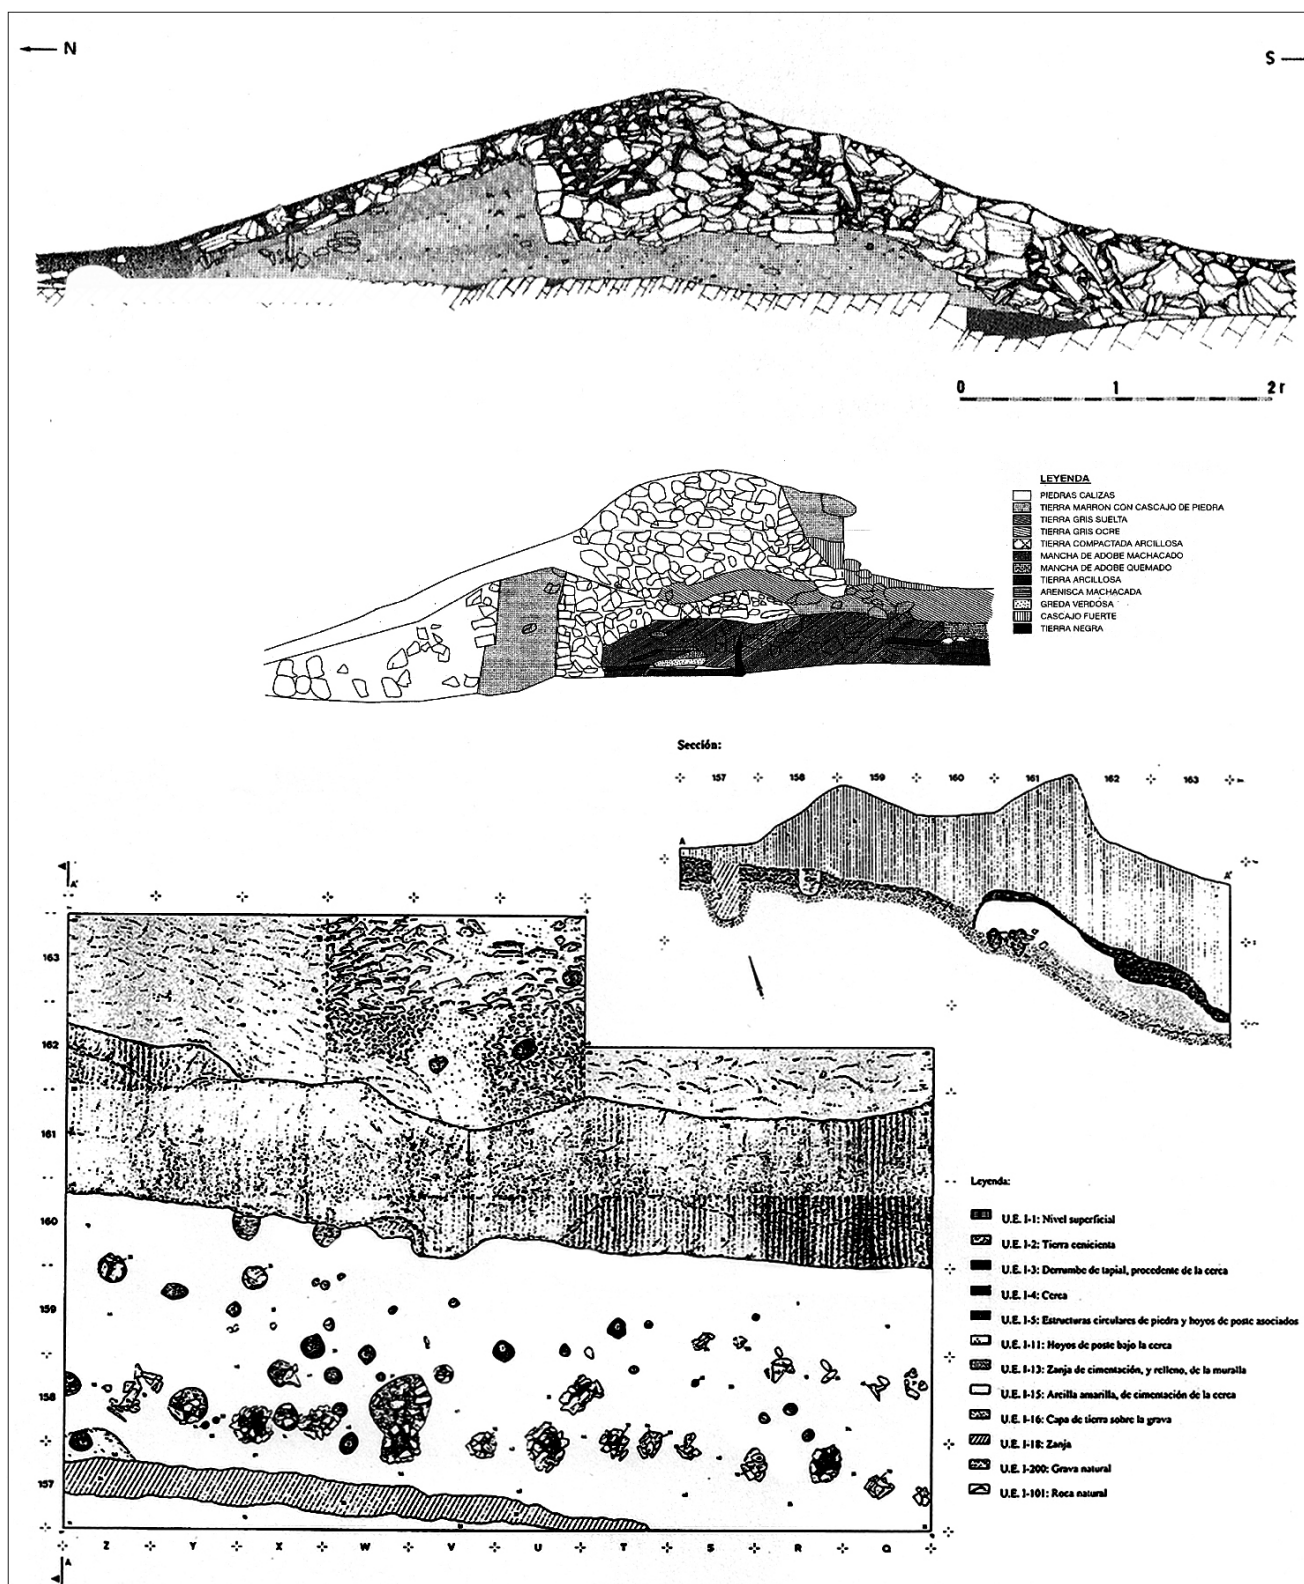 N
S
0 1 2 r
LEYENDA
PIEDRAS CALIZAS
TIERRA MARRON CON CASCAJO DE PIEDRA
TIERRA GRIS SUELTA
TIERRA GRIS OCRE
TIERRA COMPACTADA ARCILLOSA
MANCHA DE ADOBE MACHACADO
MANCHA DE ADOBE QUEMADO
TIERRA ARCILLOSA
ARENISCA MACHACADA
GREDA VERDOSA
CASCAJO FUERTE
TIERRA NEGRA
Sección:
157 158 159 160 161 162 163
A
A'
A'
163
162
161
160
159
158
157
Leyenda:
U.E. I-1: Nivel superficial
U.E. I-2: Tierra cenicienta
U.E. I-3: Derrumbe de tapial, procedente de la cerca
U.E. I-4: Cerca
U.E. I-5: Estructuras circulares de piedra y hoyos de poste asociados
U.E. I-11: Hoyos de poste bajo la cerca
U.E. I-13: Zanja de cimentación, y relleno, de la muralla
U.E. I-15: Arcilla amarilla, de cimentación de la cerca
U.E. I-16: Capa de tierra sobre la grava
U.E. I-18: Zanja
U.E. I-200: Grava natural
U.E. I-101: Roca natural
Z Y X W V U T S R Q
A